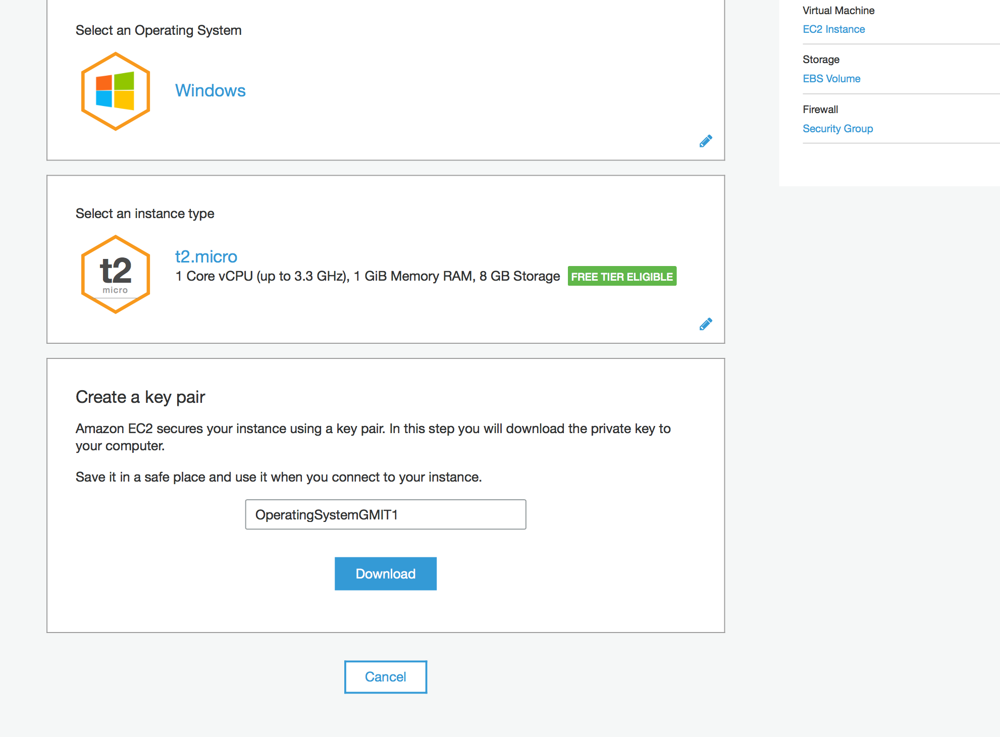 Select an Operating System
Windows
Select an instance type
t2
micro
t2.micro
1 Core vCPU (up to 3.3 GHz), 1 GiB Memory RAM, 8 GB Storage FREE TIER ELIGIBLE
Create a key pair
Amazon EC2 secures your instance using a key pair. In this step you will download the private key to
your computer.
Save it in a safe place and use it when you connect to your instance.
OperatingSystemGMIT1
Download
Cancel
Virtual Machine
EC2 Instance
Storage
EBS Volume
Firewall
Security Group